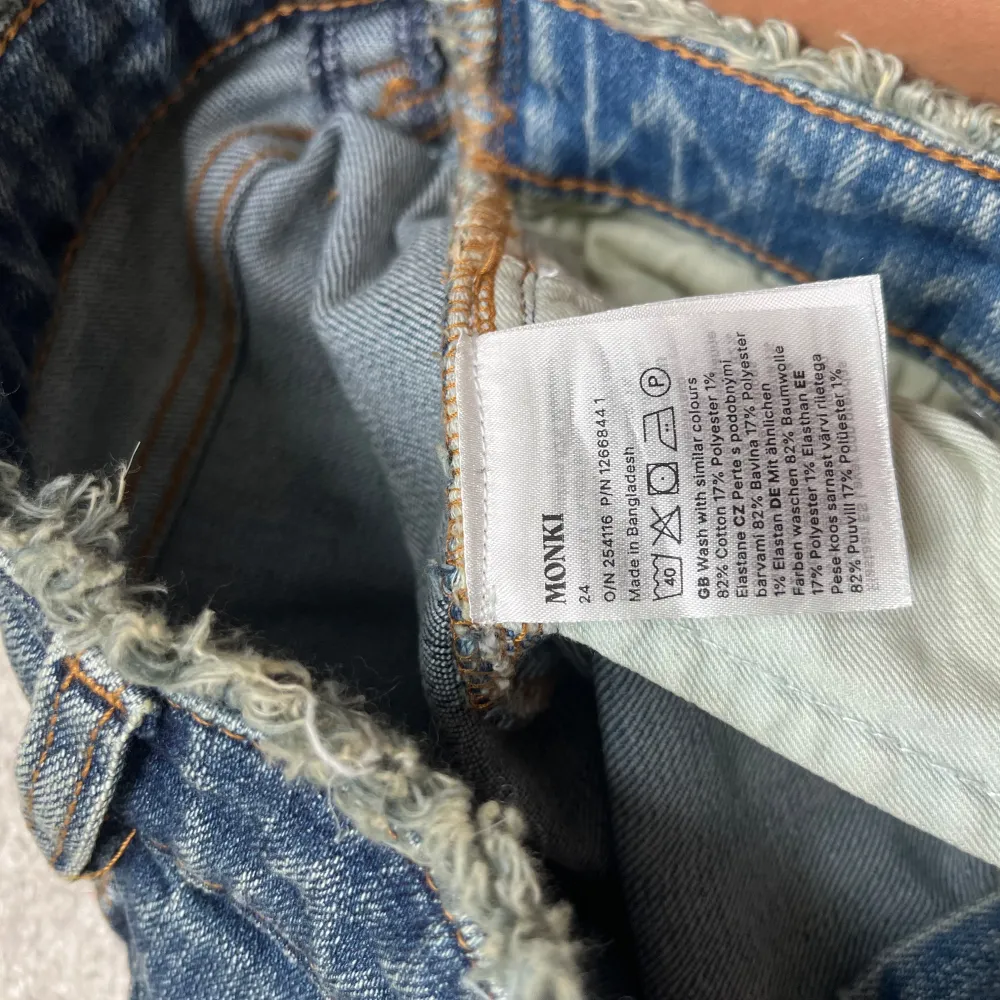 MONKI
24
O/N 254116 P/N 1266844 1
Made in Bangladesh
40 P
GB Wash with similar colours
82% Cotton 17% Polyester 1%
Elastane CZ Perte s podobnými
barvami 82% Bavlna 17% Polyester
1% Elastan DE Mit ähnlichen
Farben waschen 82% Baumwolle
17% Polyester 1% Elasthan EE
Pese koos sarnast värvi riietega
82% Puuvill 17% Polüester 1%